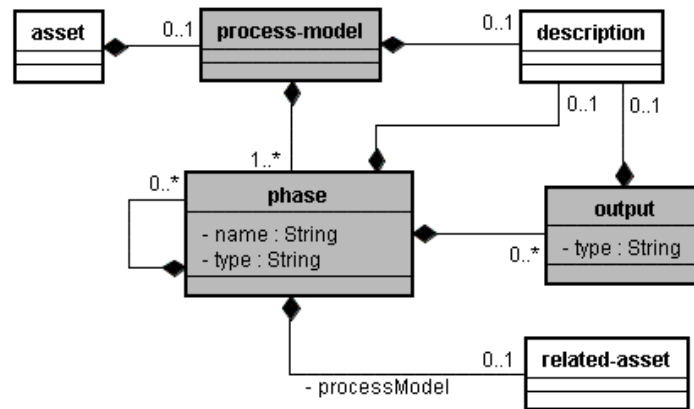 asset
0..1
process-model
0..1
description
0..1
0..1
1..*
0..*
phase
- name : String
- type : String
output
- type : String
0..*
0..1
related-asset
- processModel